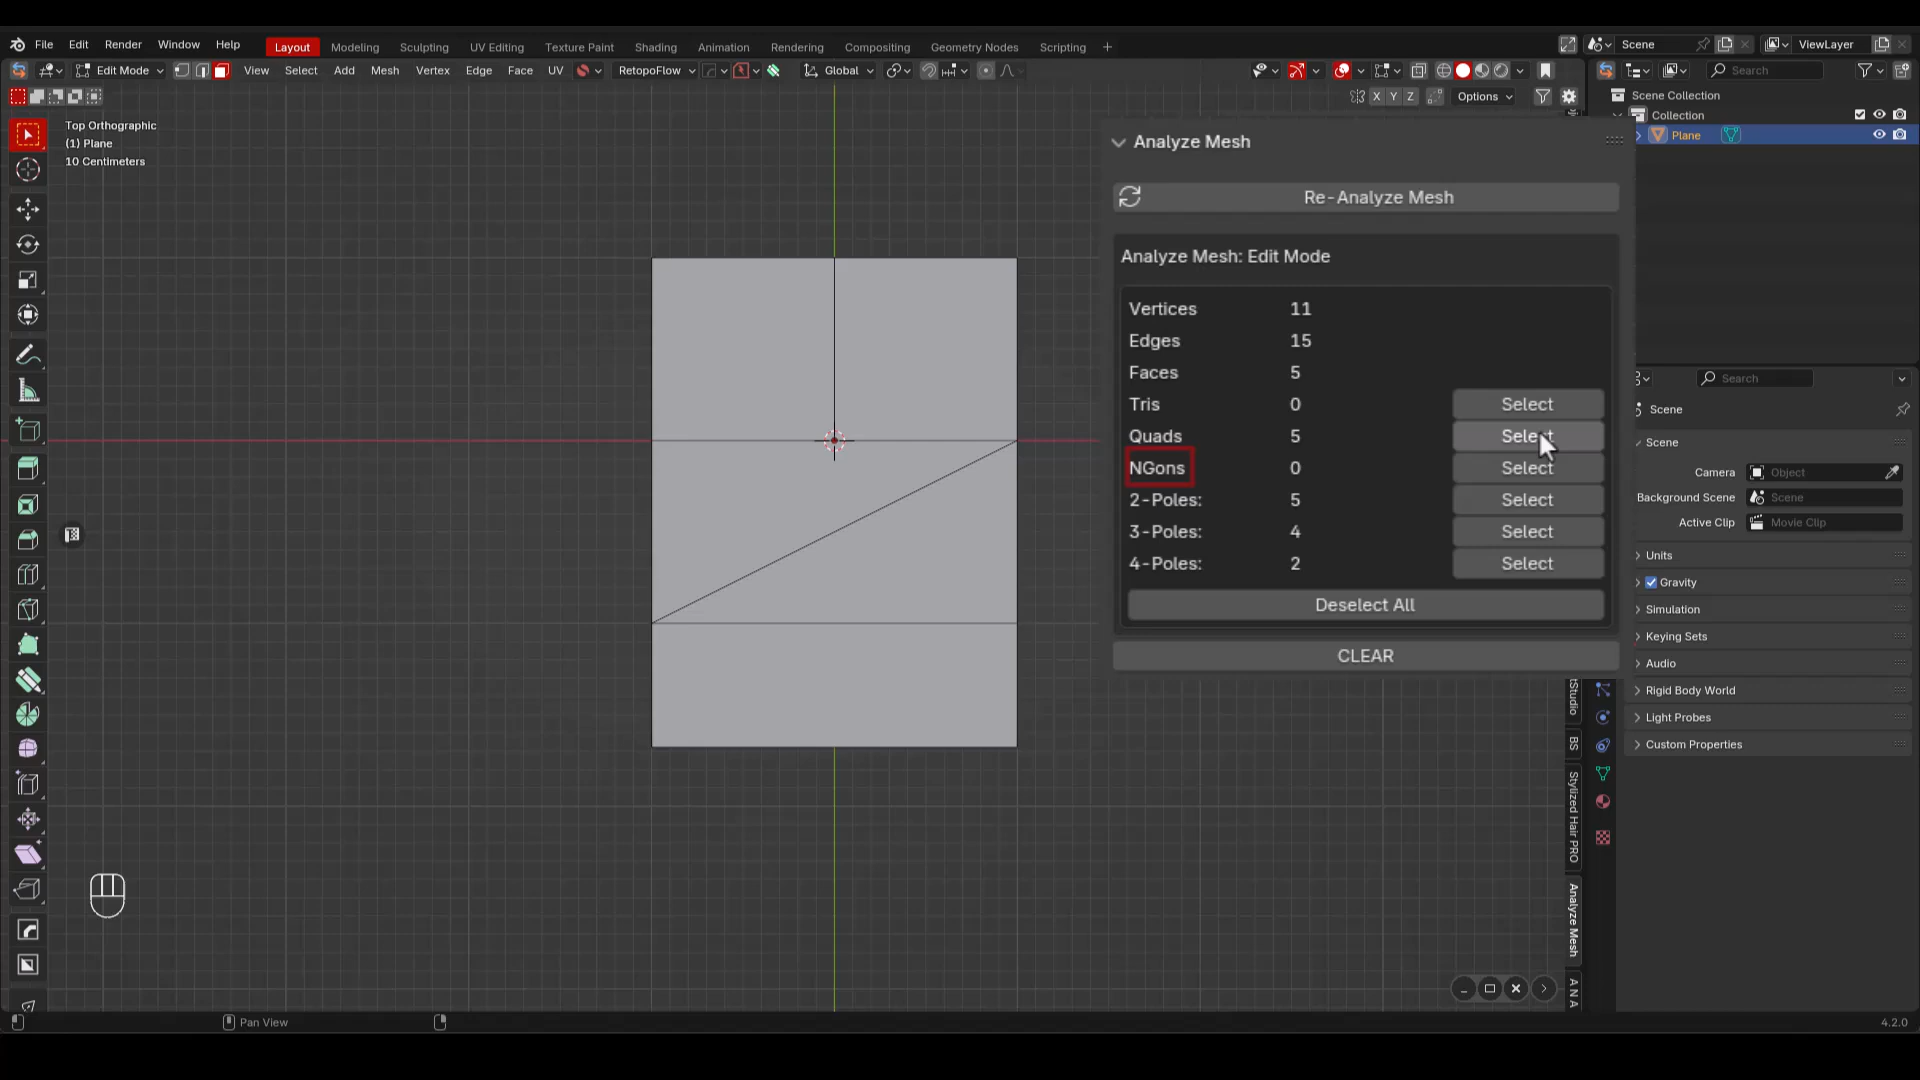 File Edit Render Window Help Layout Modeling Sculpting UV Editing Texture Paint Shading Animation Rendering Compositing Geometry Nodes Scripting + Scene ViewLayer
Edit Mode View Select Add Mesh Vertex Edge Face UV RetopoFlow Global Search
X Y Z Options
Scene Collection
Collection
Plane
Top Orthographic
(1) Plane
10 Centimeters
Analyze Mesh
Re-Analyze Mesh
Analyze Mesh: Edit Mode
Vertices 11
Edges 15
Faces 5
Tris 0 Select
Quads 5 Select
NGons 0 Select
2-Poles: 5 Select
3-Poles: 4 Select
4-Poles: 2 Select
Deselect All
CLEAR
Search
Scene
Scene
Camera Object
Background Scene Scene
Active Clip Movie Clip
Units
Gravity
Simulation
Keying Sets
Audio
Rigid Body World
Light Probes
Custom Properties
BS
Stylized Hair PRO
Analyze Mesh
A N A
Pan View
4.2.0